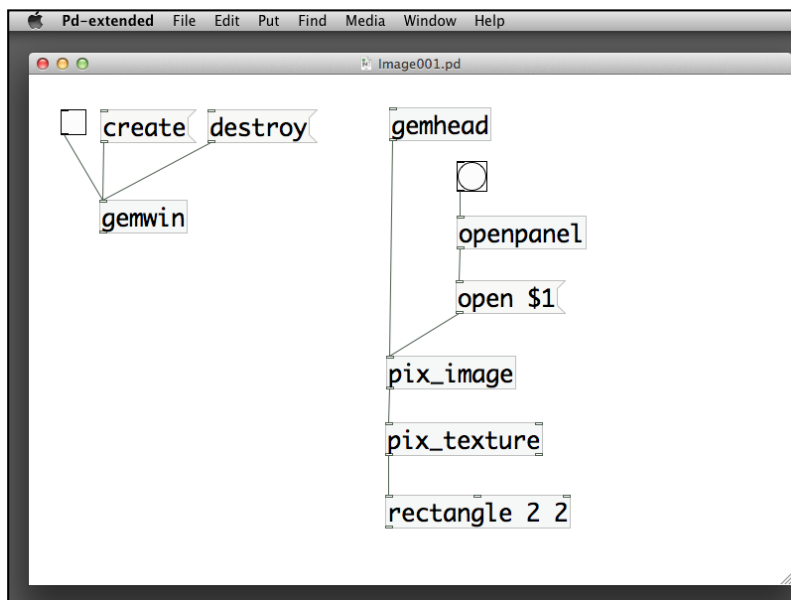 Pd-extended File Edit Put Find Media Window Help
Image001.pd
create destroy
gemwin
gemhead
openpanel
open $1
pix_image
pix_texture
rectangle 2 2